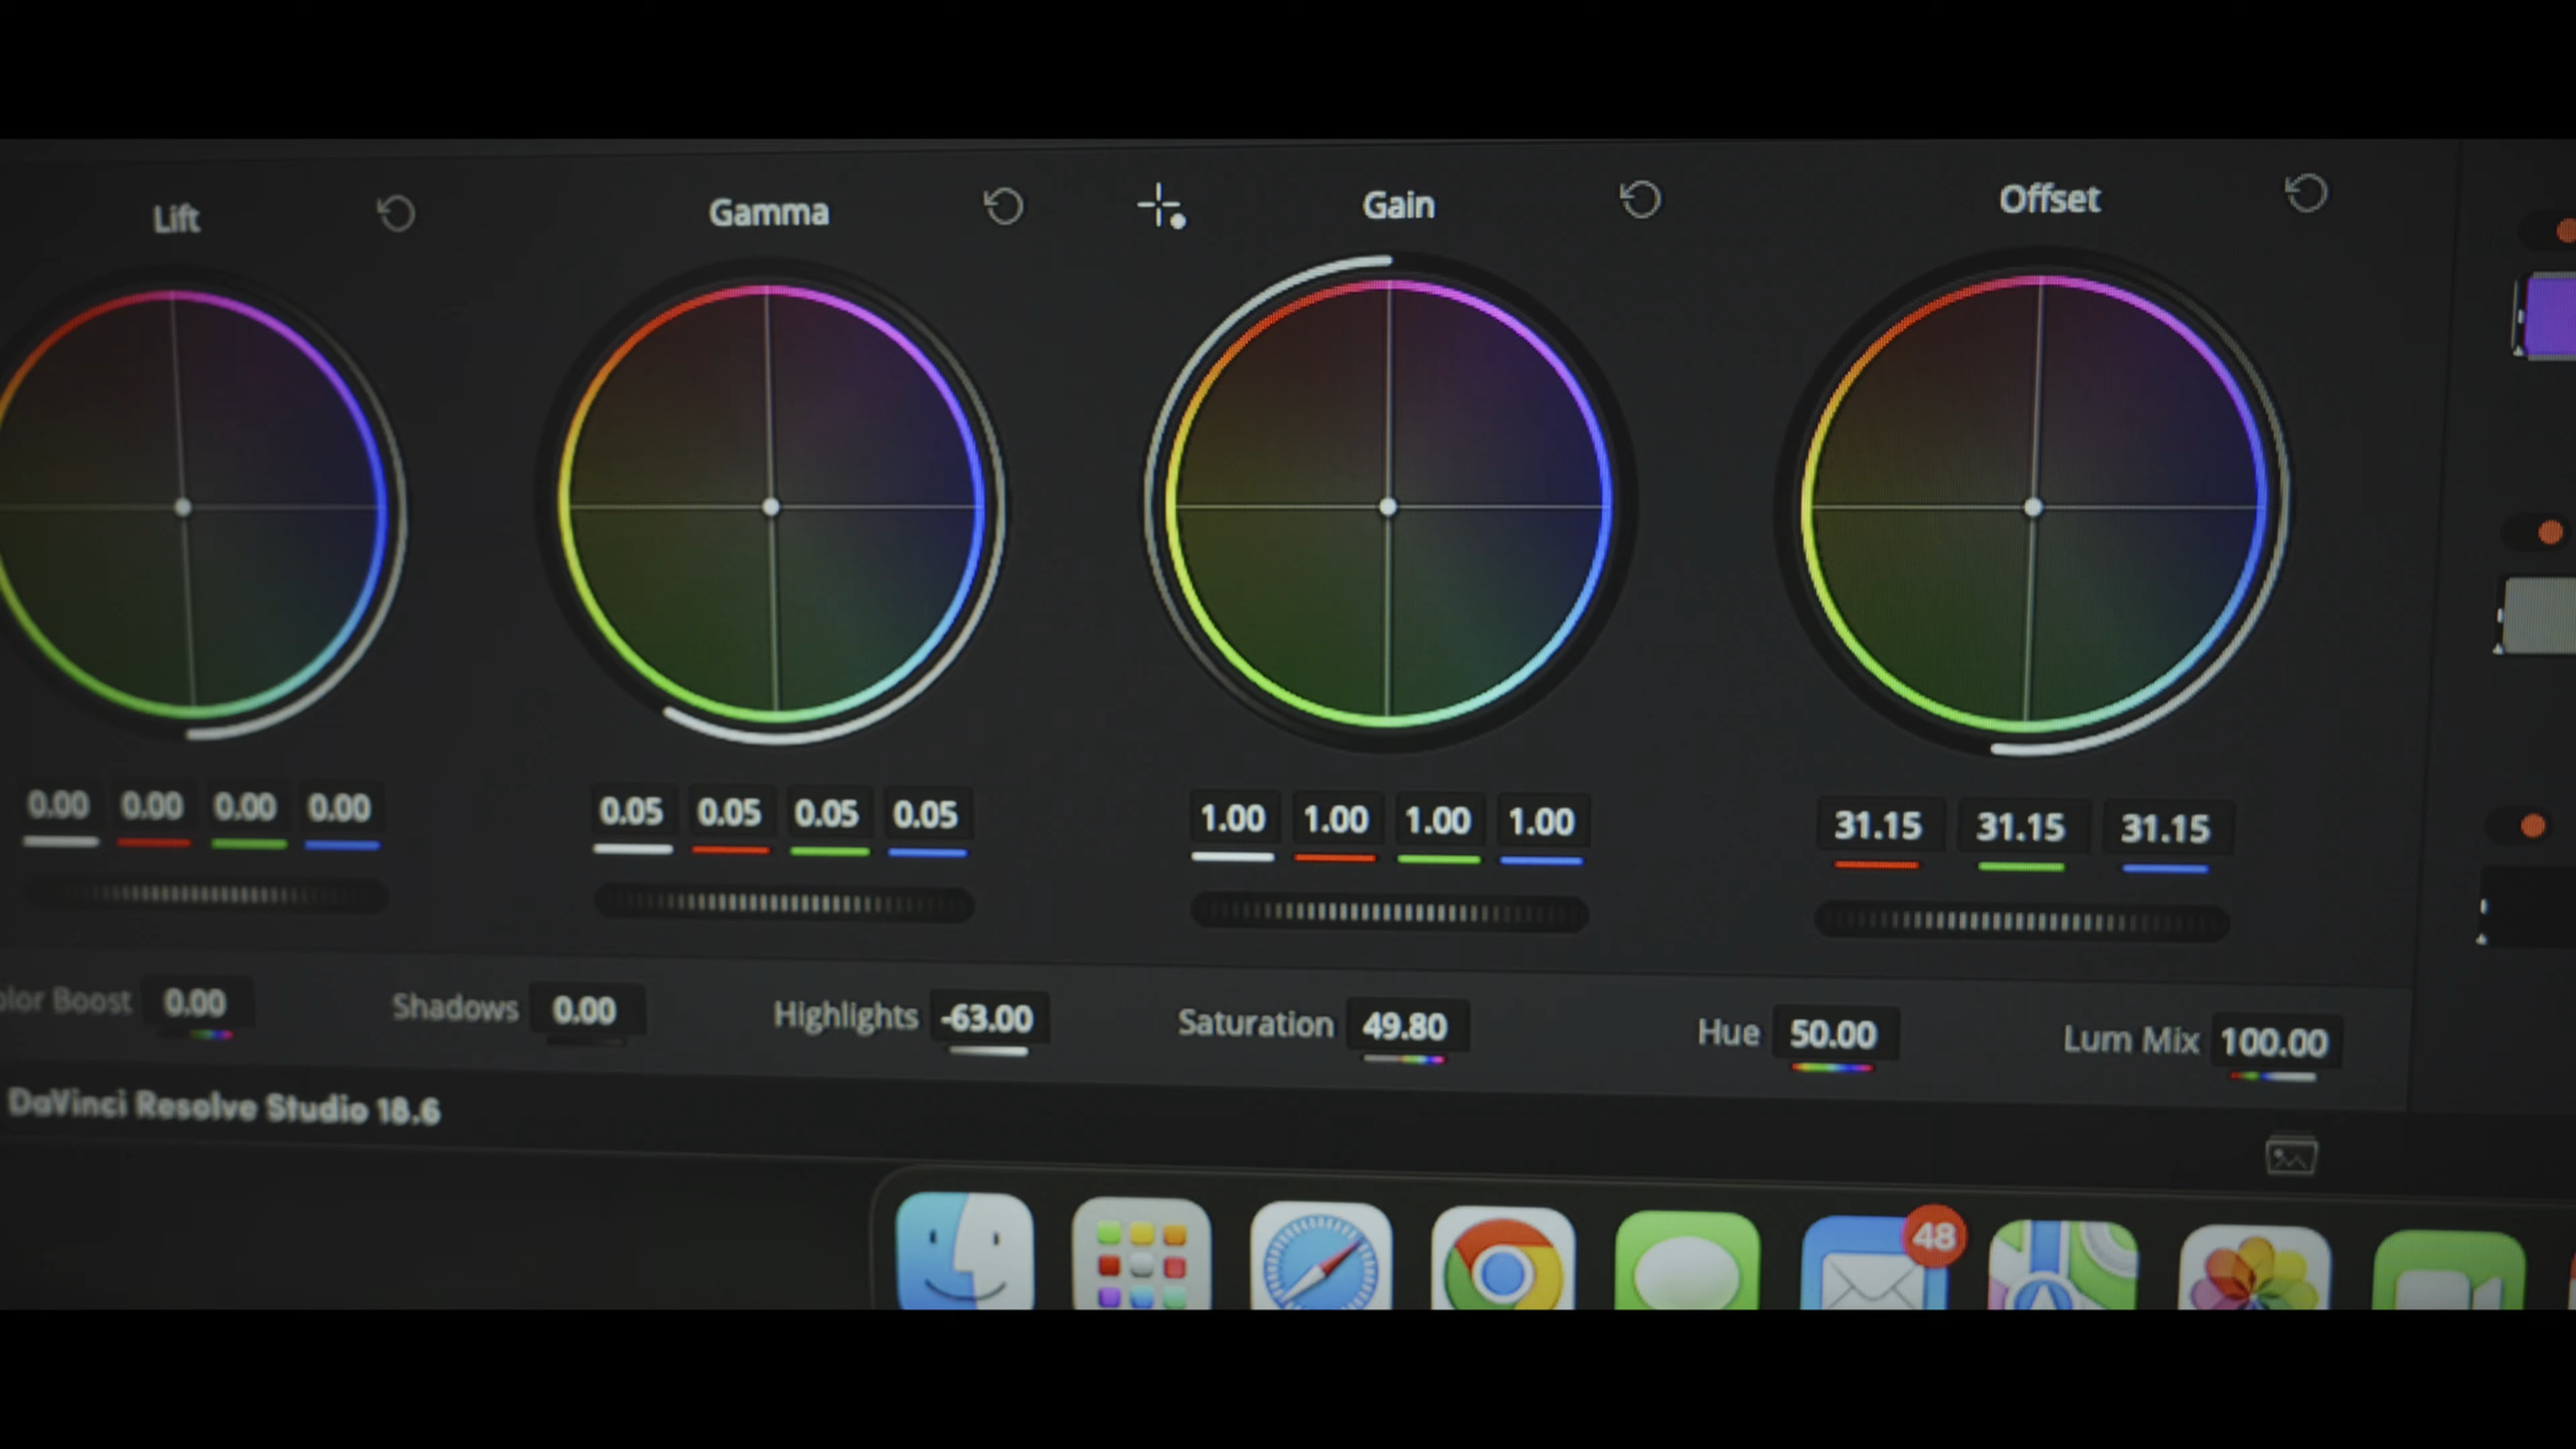 Lift Gamma Gain Offset
0.00 0.00 0.00 0.00 0.05 0.05 0.05 0.05 1.00 1.00 1.00 1.00 31.15 31.15 31.15
olor Boost 0.00 Shadows 0.00 Highlights -63.00 Saturation 49.80 Hue 50.00 Lum Mix 100.00
DaVinci Resolve Studio 18.6
48